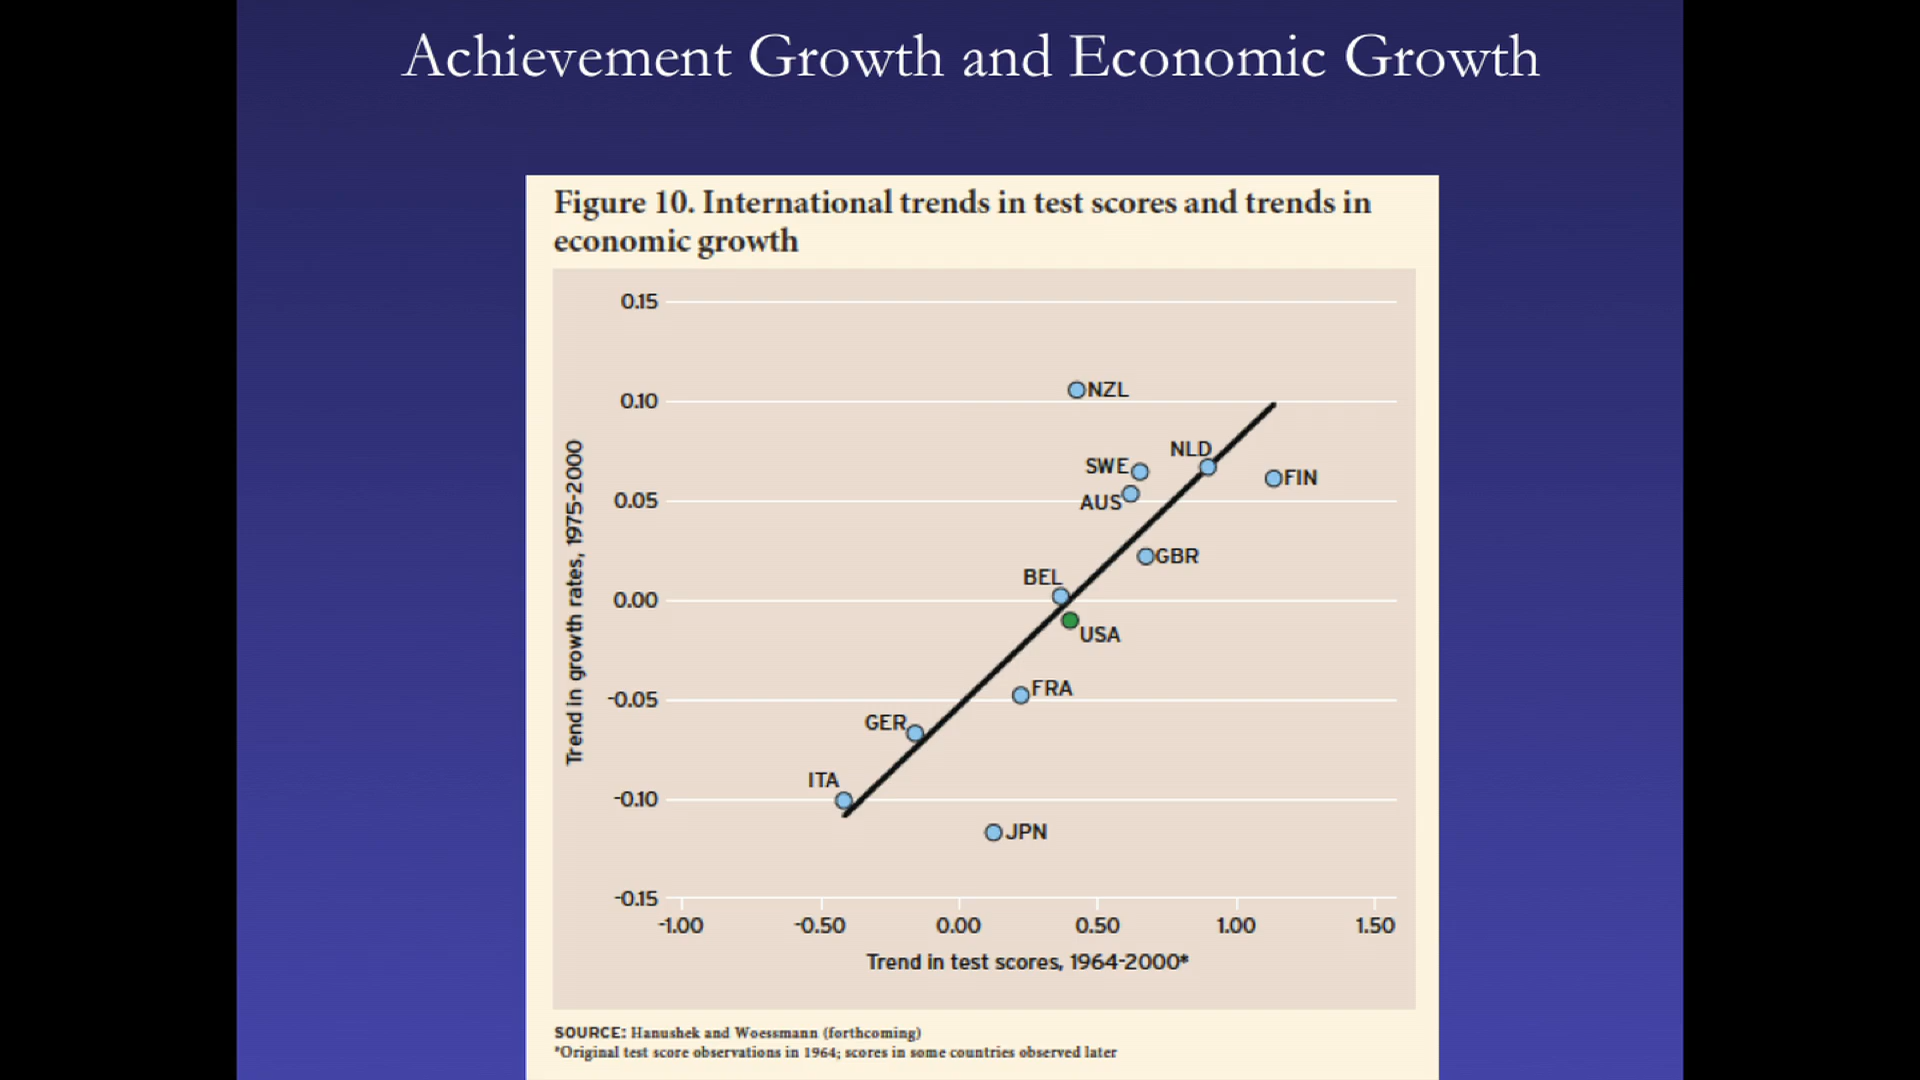 Achievement Growth and Economic Growth
Figure 10. International trends in test scores and trends in
economic growth
Trend in growth rates, 1975-2000
0.15
0.10
0.05
0.00
-0.05
-0.10
-0.15
NZL
NLD
SWE
FIN
AUS
GBR
BEL
USA
FRA
GER
ITA
JPN
-1.00 -0.50 0.00 0.50 1.00 1.50
Trend in test scores, 1964-2000*
SOURCE: Hanushek and Woessmann (forthcoming)
*Original test score observations in 1964; scores in some countries observed later